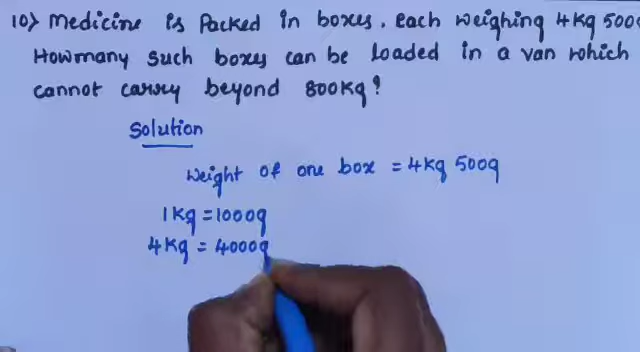 10) Medicine is Packed in boxes, each weighing 4kg 500g
Howmany such boxes can be loaded in a van which
cannot carry beyond 800kg?
Solution
Weight of one box = 4kg 500g
1kg = 1000g
4kg = 4000g